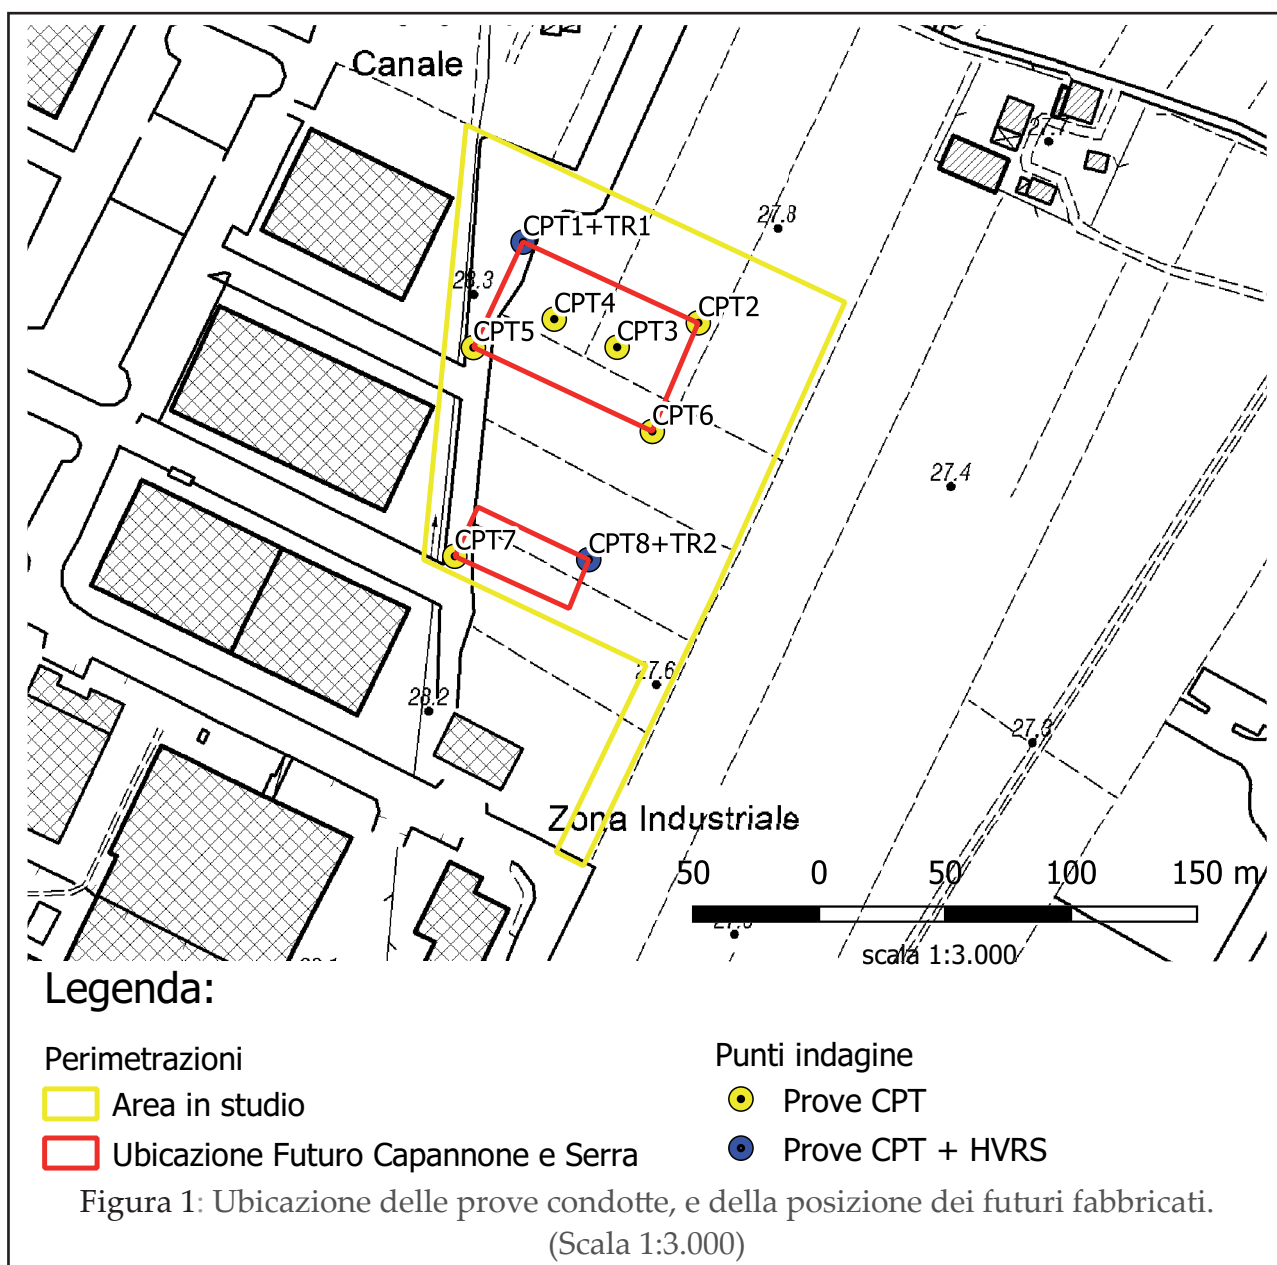 Canale
27.7
27.8
CPT1+TR1
28.3
CPT4
CPT2
CPT5
CPT3
CPT6
27.4
CPT7
CPT8+TR2
27.6
28.2
27.3
Zona Industriale
50 0 50 100 150 m
scala 1:3.000
Legenda:
Perimetrazioni
Area in studio
Ubicazione Futuro Capannone e Serra
Punti indagine
Prove CPT
Prove CPT + HVRS
Figura 1: Ubicazione delle prove condotte, e della posizione dei futuri fabbricati.
(Scala 1:3.000)